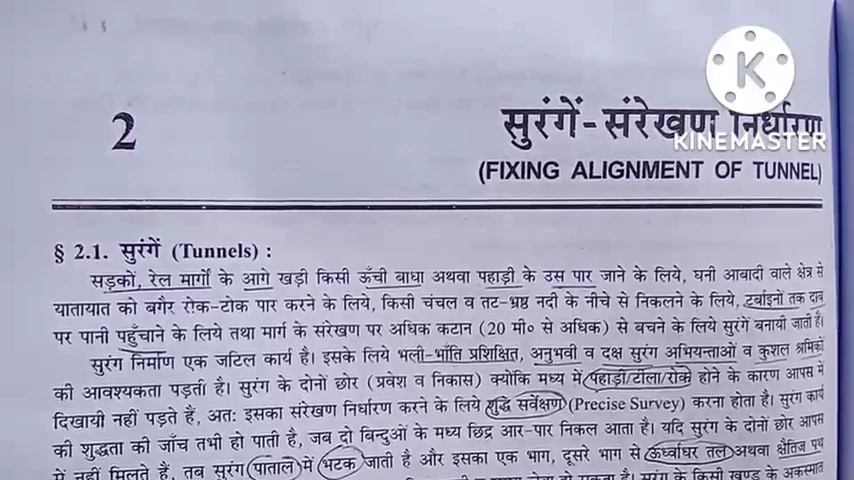 2
सुरंगें-संरेखण निर्धारण
K
KINEMASTER
(FIXING ALIGNMENT OF TUNNEL)
§ 2.1. सुरंगें (Tunnels) :
सड़कों, रेल मार्गों के आगे खड़ी किसी ऊँची बाधा अथवा पहाड़ी के उस पार जाने के लिये, घनी आबादी वाले क्षेत्र से
यातायात को बगैर रोक-टोक पार करने के लिये, किसी चंचल व तट-भ्रष्ठ नदी के नीचे से निकलने के लिये, टर्बाइनों तक दाब
पर पानी पहुँचाने के लिये तथा मार्ग के संरेखण पर अधिक कटान (20 मी० से अधिक) से बचने के लिये सुरंगें बनायी जाती हैं।
सुरंग निर्माण एक जटिल कार्य है। इसके लिये भली-भाँति प्रशिक्षित, अनुभवी व दक्ष सुरंग अभियन्ताओं व कुशल श्रमिकों
की आवश्यकता पड़ती है। सुरंग के दोनों छोर (प्रवेश व निकास) क्योंकि मध्य में पहाड़ी/टीला/रोक होने के कारण आपस में
दिखायी नहीं पड़ते हैं, अतः इसका संरेखण निर्धारण करने के लिये शुद्धि सर्वेक्षण (Precise Survey) करना होता है। सुरंग कार्य
की शुद्धता की जाँच तभी हो पाती है, जब दो बिन्दुओं के मध्य छिद्र आर-पार निकल आता है। यदि सुरंग के दोनों छोर आपस
में नहीं मिलते हैं, तब सुरंग पाताल में भटक जाती है और इसका एक भाग, दूसरे भाग से ऊर्ध्वाधर तल अथवा क्षैतिज पथ
सकता है। सुरंग के किसी खण्ड के अकस्मात